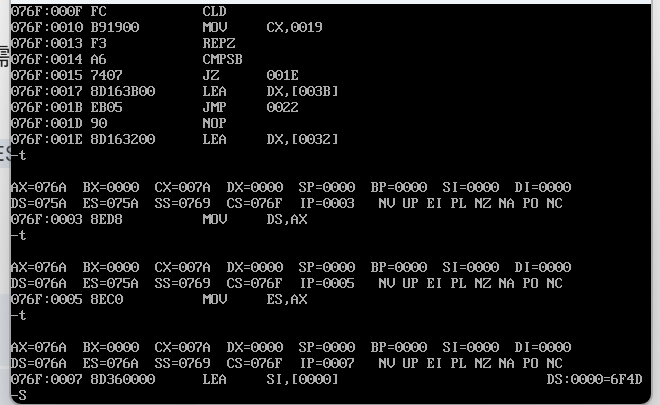 076F:000F FC CLD
076F:0010 B91900 MOV CX,0019
076F:0013 F3 REPZ
076F:0014 A6 CMPSB
076F:0015 7407 JZ 001E
076F:0017 8D163B00 LEA DX,[003B]
076F:001B EB05 JMP 0022
076F:001D 90 NOP
076F:001E 8D163200 LEA DX,[0032]
-t
AX=076A BX=0000 CX=007A DX=0000 SP=0000 BP=0000 SI=0000 DI=0000
DS=075A ES=075A SS=0769 CS=076F IP=0003 NV UP EI PL NZ NA PO NC
076F:0003 8ED8 MOV DS,AX
-t
AX=076A BX=0000 CX=007A DX=0000 SP=0000 BP=0000 SI=0000 DI=0000
DS=076A ES=075A SS=0769 CS=076F IP=0005 NV UP EI PL NZ NA PO NC
076F:0005 8EC0 MOV ES,AX
-t
AX=076A BX=0000 CX=007A DX=0000 SP=0000 BP=0000 SI=0000 DI=0000
DS=076A ES=076A SS=0769 CS=076F IP=0007 NV UP EI PL NZ NA PO NC
076F:0007 8D360000 LEA SI,[0000] DS:0000=6F4D
-S